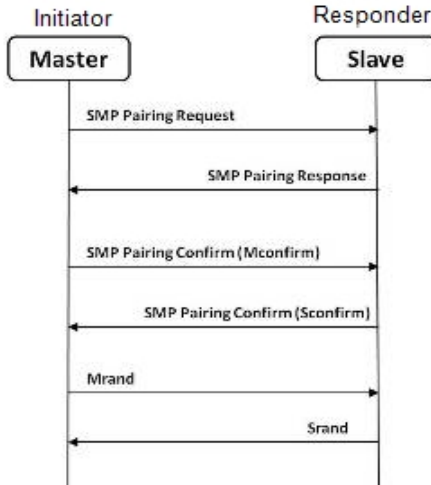 Initiator
Responder
Master
Slave
SMP Pairing Request
SMP Pairing Response
SMP Pairing Confirm (Mconfirm)
SMP Pairing Confirm (Sconfirm)
Mrand
Srand